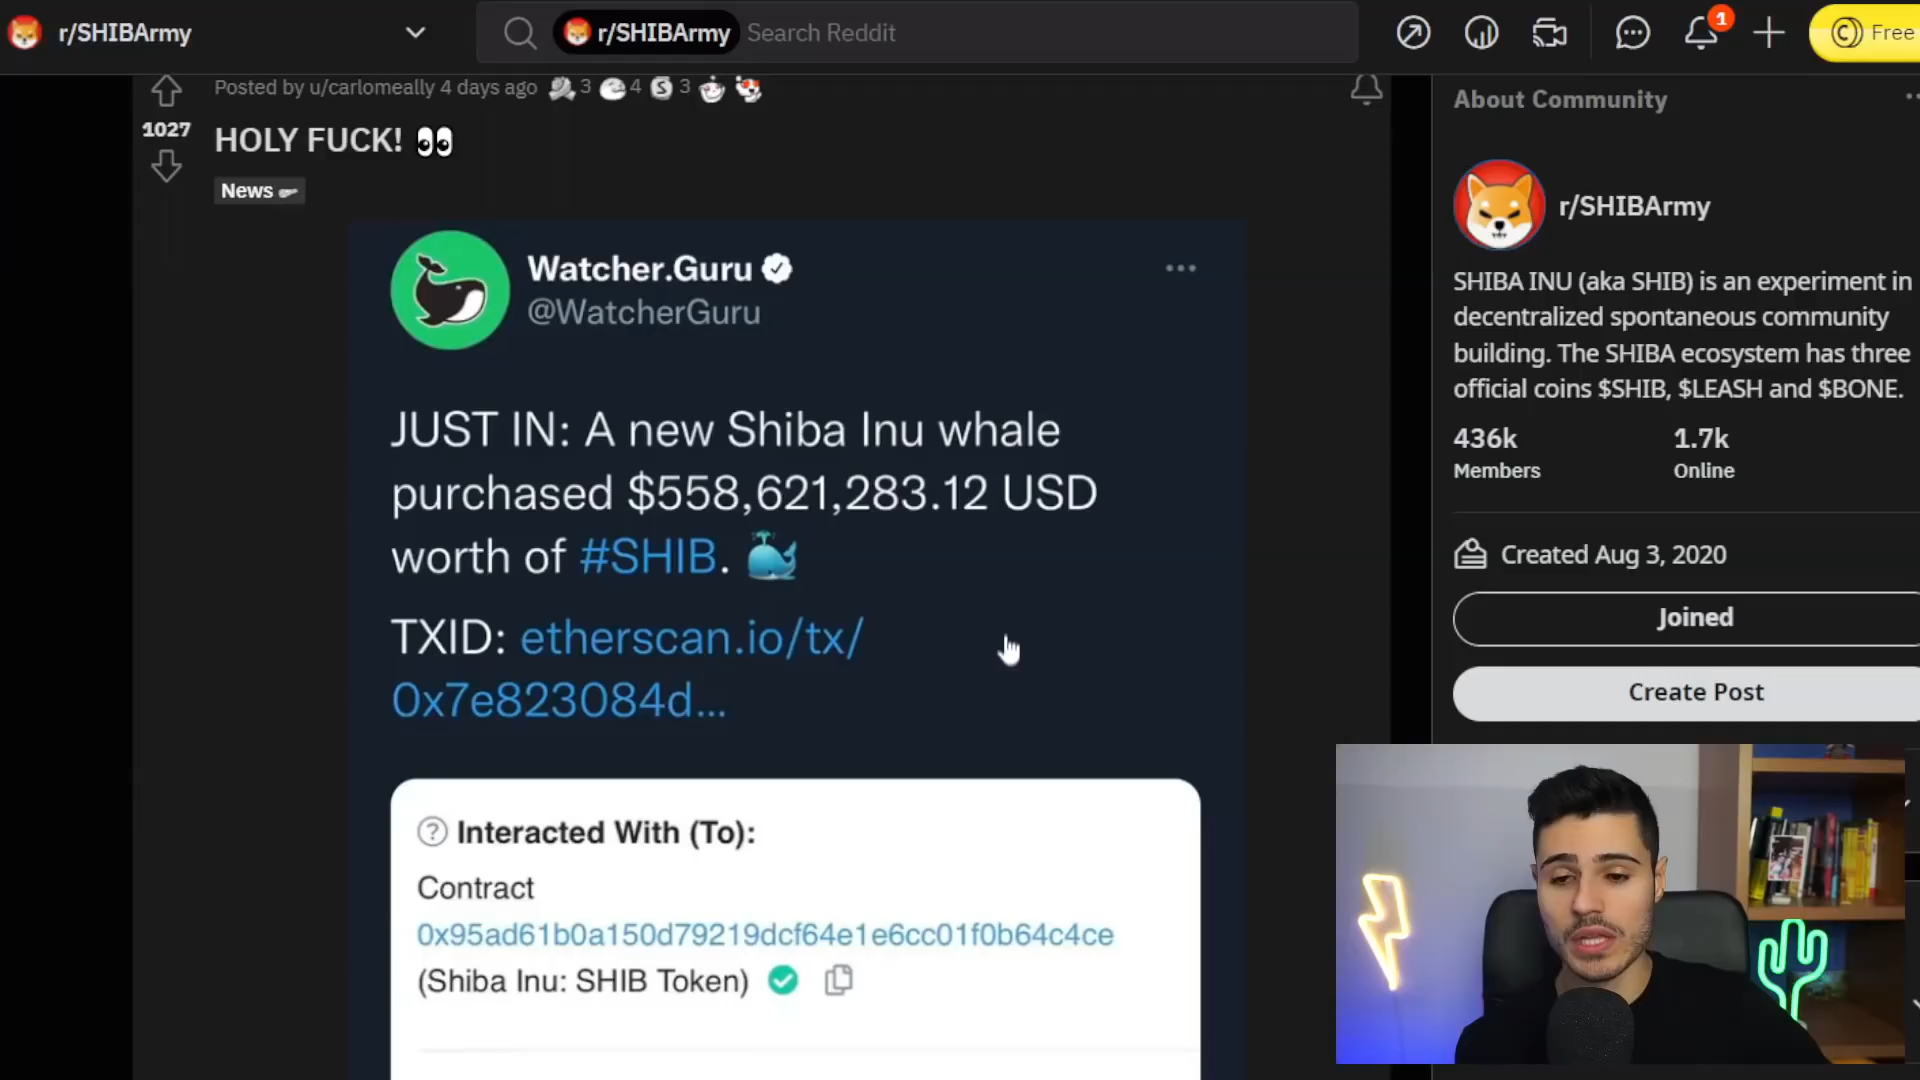 r/SHIBArmy
r/SHIBArmy Search Reddit
1
Free
Posted by u/carlomeally 4 days ago 3 4 3
1027
HOLY FUCK! 👀
News
Watcher.Guru
@WatcherGuru
JUST IN: A new Shiba Inu whale
purchased $558,621,283.12 USD
worth of #SHIB. 🐳
TXID: etherscan.io/tx/
0x7e823084d...
Interacted With (To):
Contract
0x95ad61b0a150d79219dcf64e1e6cc01f0b64c4ce
(Shiba Inu: SHIB Token)
About Community
r/SHIBArmy
SHIBA INU (aka SHIB) is an experiment in
decentralized spontaneous community
building. The SHIBA ecosystem has three
official coins $SHIB, $LEASH and $BONE.
436k 1.7k
Members Online
Created Aug 3, 2020
Joined
Create Post